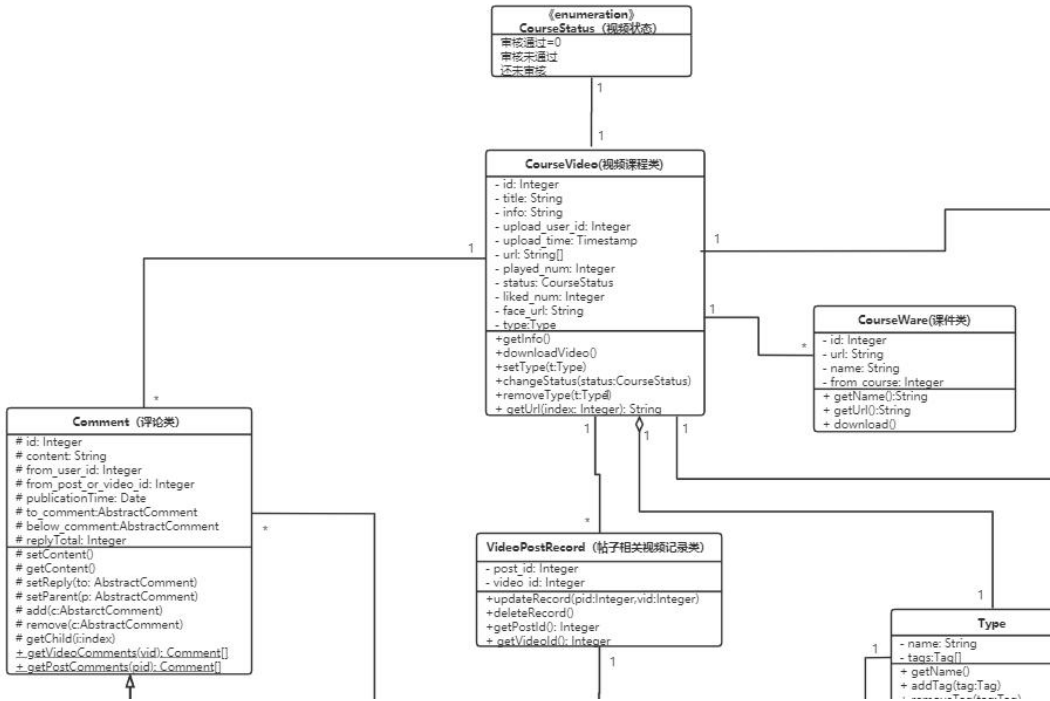 《enumeration》
CourseStatus（视频状态）
审核通过=0
审核未通过
还未审核
1
1
CourseVideo(视频课程类)
- id: Integer
- title: String
- info: String
- upload_user_id: Integer
- upload_time: Timestamp
- url: String[]
- played_num: Integer
- status: CourseStatus
- liked_num: Integer
- face_url: String
- type:Type
+getInfo()
+downloadVideo()
+setType(t:Type)
+changeStatus(status:CourseStatus)
+removeType(t:Type)
+ getUrl(index: Integer): String
1
1
1
*
CourseWare(课件类)
- id: Integer
- url: String
- name: String
- from_course: Integer
+ getName():String
+ getUrl():String
+ download()
*
Comment（评论类）
# id: Integer
# content: String
# from_user_id: Integer
# from_post_or_video_id: Integer
# publicationTime: Date
# to_comment:AbstractComment
# below_comment:AbstractComment
# replyTotal: Integer
# setContent()
# getContent()
# setReply(to: AbstractComment)
# setParent(p: AbstractComment)
# add(c:AbstarctComment)
# remove(c:AbstractComment)
# getChild(i:index)
+ getVideoComments(vid): Comment[]
+ getPostComments(pid): Comment[]
*
1
1
1
*
VideoPostRecord（帖子相关视频记录类）
- post_id: Integer
- video_id: Integer
+updateRecord(pid:Integer,vid:Integer)
+deleteRecord()
+getPostId(): Integer
+ getVideoId(): Integer
1
1
1
Type
- name: String
- tags:Tag[]
+ getName()
+ addTag(tag:Tag)
+ removeTag(tag:Tag)